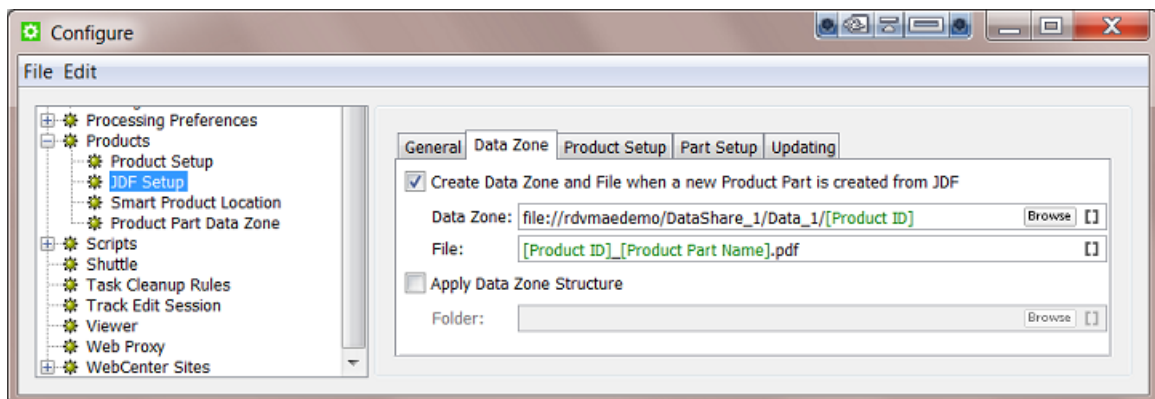 Configure
File Edit
Processing Preferences
Products
Product Setup
JDF Setup
Smart Product Location
Product Part Data Zone
Scripts
Shuttle
Task Cleanup Rules
Track Edit Session
Viewer
Web Proxy
WebCenter Sites
General Data Zone Product Setup Part Setup Updating
Create Data Zone and File when a new Product Part is created from JDF
Data Zone: file://rdvmaedemo/DataShare_1/Data_1/[Product ID] Browse []
File: [Product ID]_[Product Part Name].pdf []
Apply Data Zone Structure
Folder: Browse []